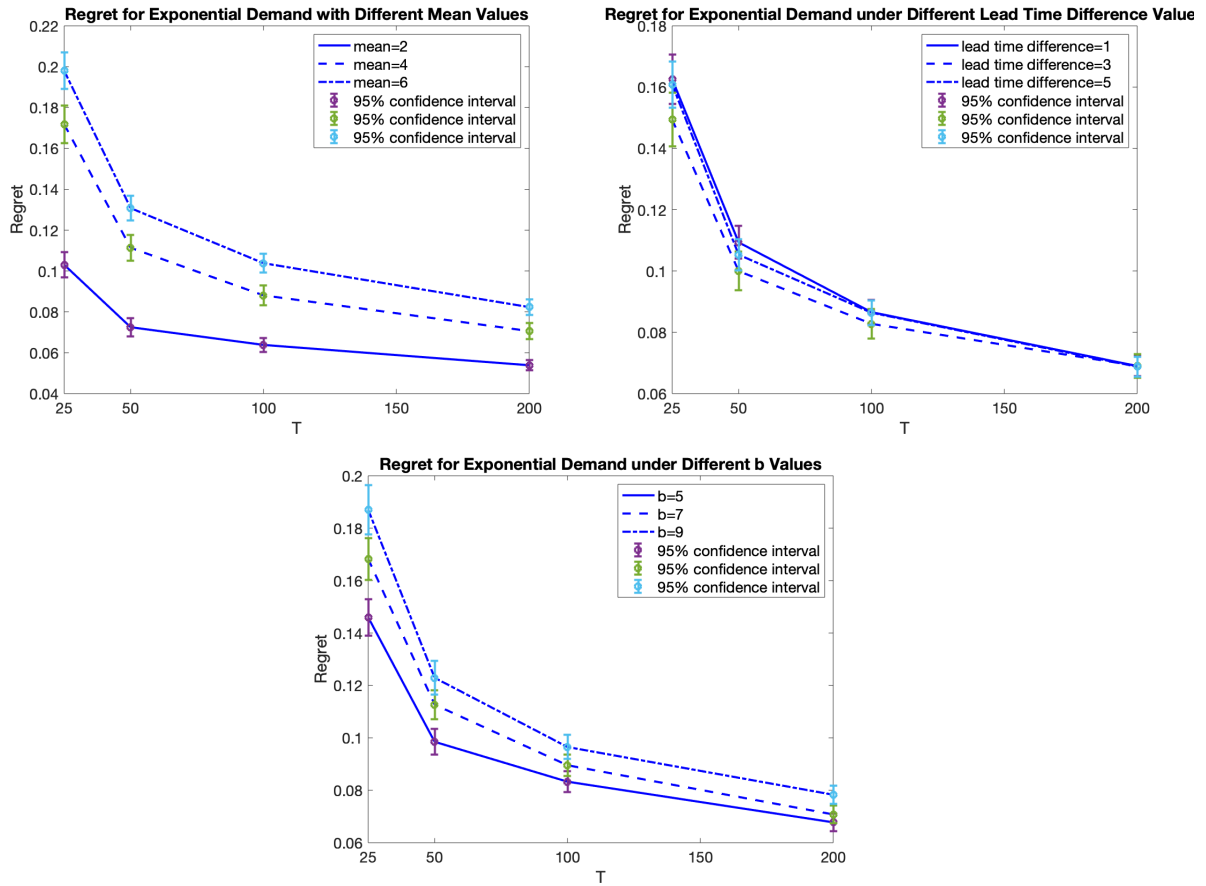 Regret for Exponential Demand with Different Mean Values
0.22
0.2
0.18
0.16
0.14
0.12
0.1
0.08
0.06
0.04
Regret
25
50
100
150
200
T
mean=2
mean=4
mean=6
95% confidence interval
95% confidence interval
95% confidence interval
Regret for Exponential Demand under Different Lead Time Difference Value
0.18
0.16
0.14
0.12
0.1
0.08
0.06
Regret
25
50
100
150
200
T
lead time difference=1
lead time difference=3
lead time difference=5
95% confidence interval
95% confidence interval
95% confidence interval
Regret for Exponential Demand under Different b Values
0.2
0.18
0.16
0.14
0.12
0.1
0.08
0.06
Regret
25
50
100
150
200
T
b=5
b=7
b=9
95% confidence interval
95% confidence interval
95% confidence interval